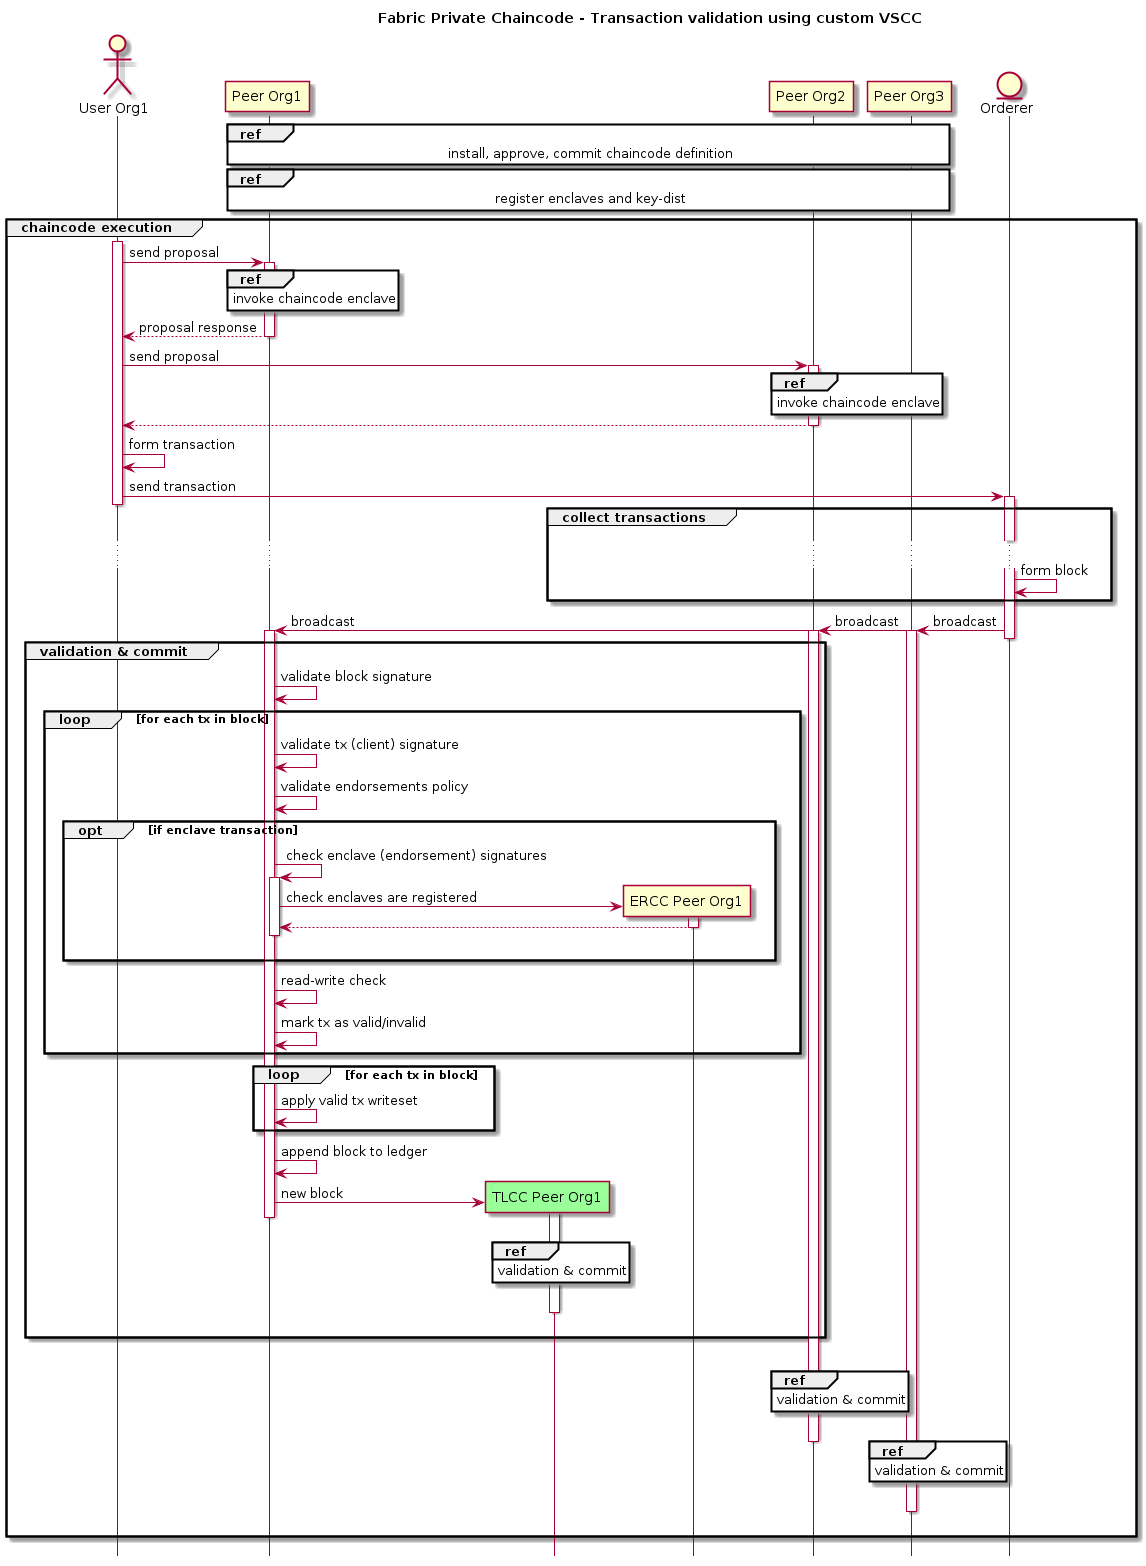 Fabric Private Chaincode - Transaction validation using custom VSCC
User Org1
Peer Org1
Peer Org2
Peer Org3
Orderer
ref
install, approve, commit chaincode definition
ref
register enclaves and key-dist
chaincode execution
send proposal
ref
invoke chaincode enclave
proposal response
send proposal
ref
invoke chaincode enclave
form transaction
send transaction
collect transactions
form block
broadcast
broadcast
broadcast
validation & commit
validate block signature
loop [for each tx in block]
validate tx (client) signature
validate endorsements policy
opt [if enclave transaction]
check enclave (endorsement) signatures
check enclaves are registered
ERCC Peer Org1
read-write check
mark tx as valid/invalid
loop [for each tx in block]
apply valid tx writeset
append block to ledger
new block
TLCC Peer Org1
ref
validation & commit
ref
validation & commit
ref
validation & commit